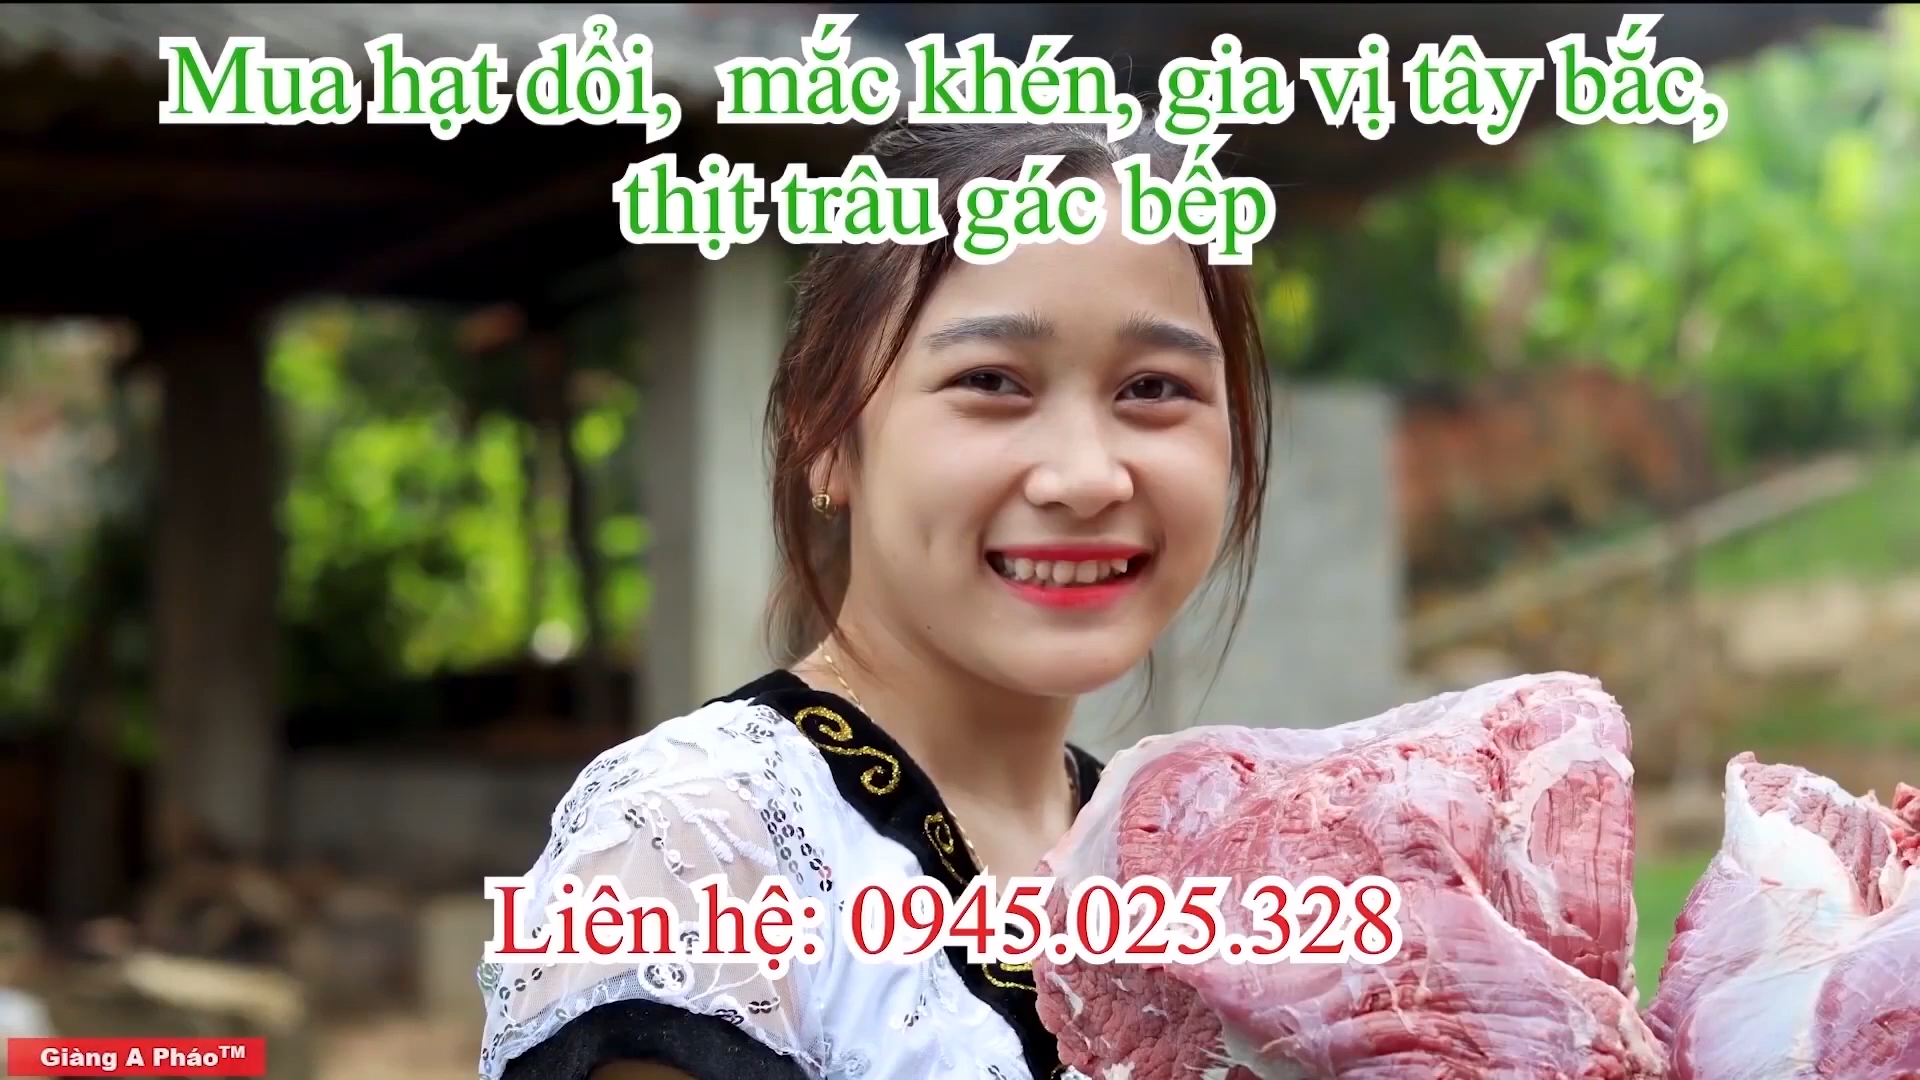 Mua hạt dổi, mắc khén, gia vị tây bắc,
thịt trâu gác bếp
Liên hệ: 0945.025.328
Giàng A Pháo™